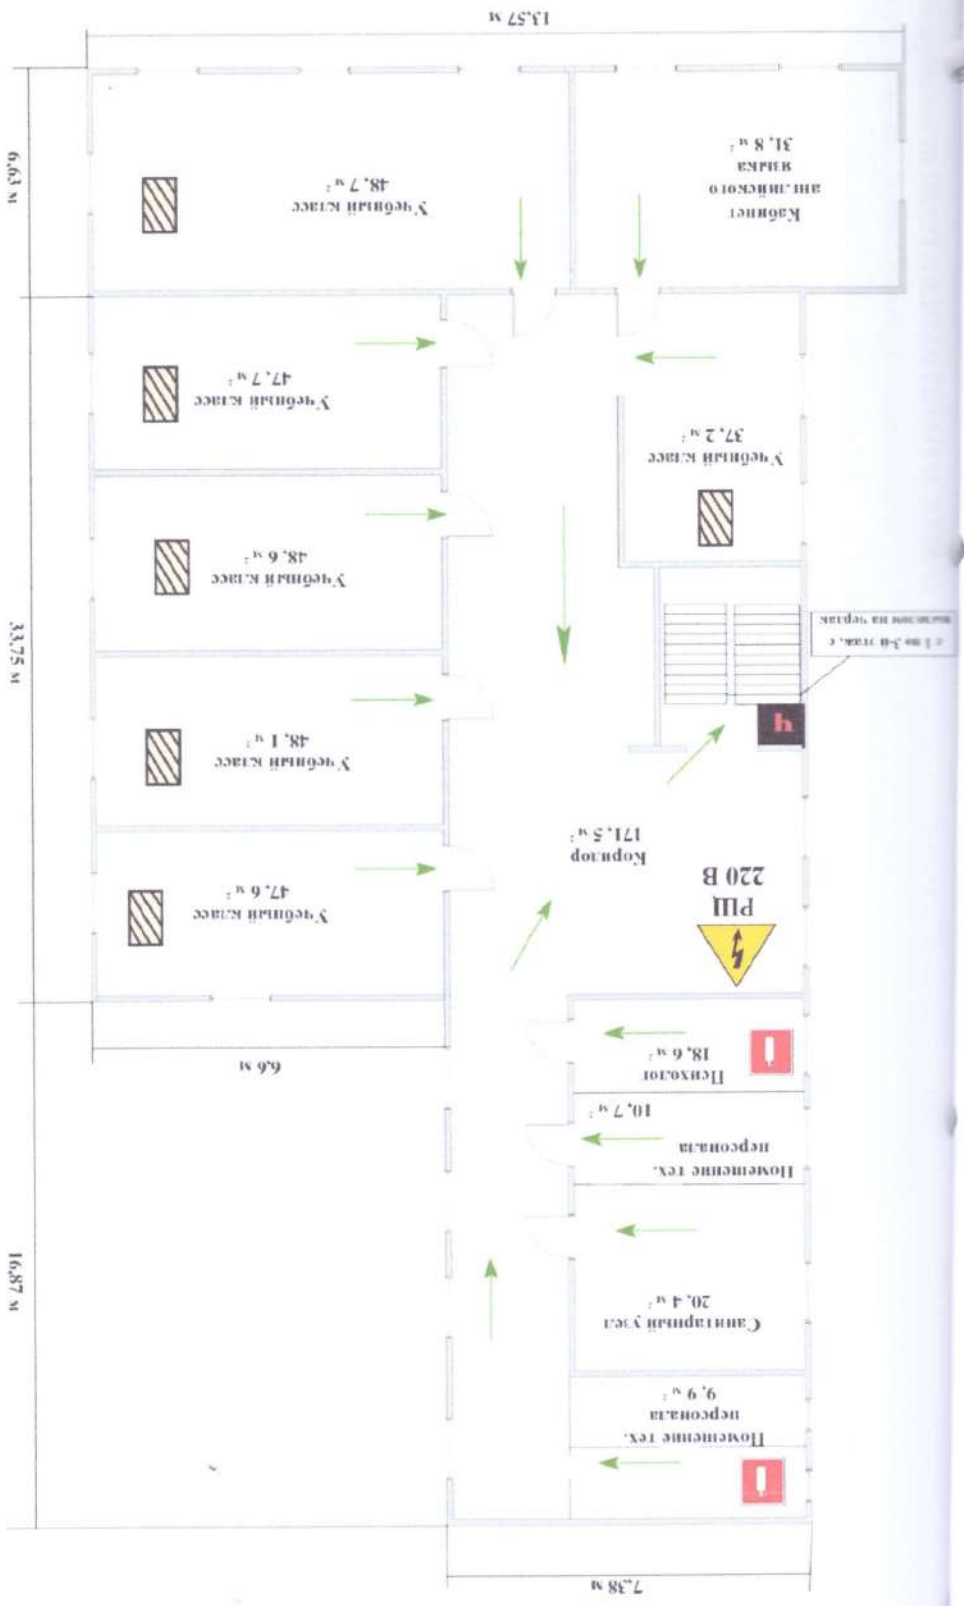 7,38 м
Помещение тех.
персонала
9,9 м²
Санитарный узел
20,4 м²
16,87 м
Помещение тех.
персонала
10,7 м²
Психолог
18,6 м²
6,6 м
РЩ
220 В
Коридор
171,5 м²
Учебный класс
47,6 м²
Учебный класс
48,1 м²
с 1 по 3-й этаж, с
выходом на чердак
33,75 м
Учебный класс
48,6 м²
Учебный класс
37,2 м²
Учебный класс
47,7 м²
Кабинет
английского
языка
31,8 м²
Учебный класс
48,7 м²
6,63 м
13,57 м